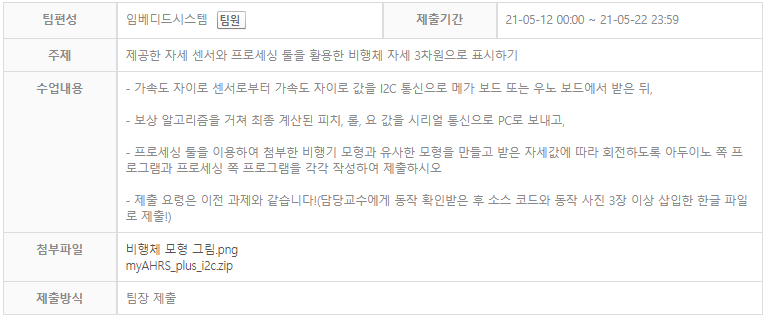 팀편성 임베디드시스템 팀원 제출기간 21-05-12 00:00 ~ 21-05-22 23:59
주제 제공한 자세 센서와 프로세싱 툴을 활용한 비행체 자세 3차원으로 표시하기
수업내용 - 가속도 자이로 센서로부터 가속도 자이로 값을 I2C 통신으로 메가 보드 또는 우노 보드에서 받은 뒤,
- 보상 알고리즘을 거쳐 최종 계산된 피치, 롤, 요 값을 시리얼 통신으로 PC로 보내고,
- 프로세싱 툴을 이용하여 첨부한 비행기 모형과 유사한 모형을 만들고 받은 자세값에 따라 회전하도록 아두이노 쪽 프
로그램과 프로세싱 쪽 프로그램을 각각 작성하여 제출하시오
- 제출 요령은 이전 과제와 같습니다!(담당교수에게 동작 확인받은 후 소스 코드와 동작 사진 3장 이상 삽입한 한글 파일
로 제출!)
첨부파일 비행체 모형 그림.png
myAHRS_plus_i2c.zip
제출방식 팀장 제출